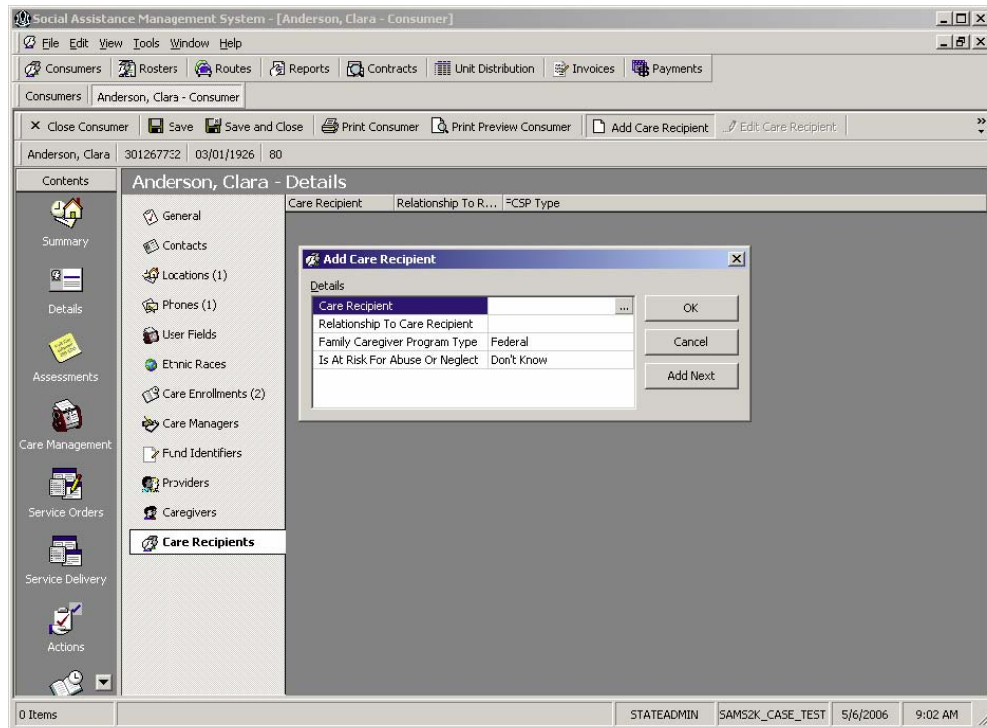 Social Assistance Management System - [Anderson, Clara - Consumer]
File Edit View Tools Window Help
Consumers Rosters Routes Reports Contracts Unit Distribution Invoices Payments
Consumers Anderson, Clara - Consumer
Close Consumer Save Save and Close Print Consumer Print Preview Consumer Add Care Recipient Edit Care Recipient
Anderson, Clara 301267732 03/01/1926 80
Contents
Summary
Details
Assessments
Care Management
Service Orders
Service Delivery
Actions
Anderson, Clara - Details
General
Contacts
Locations (1)
Phones (1)
User Fields
Ethnic Races
Care Enrollments (2)
Care Managers
Fund Identifiers
Providers
Caregivers
Care Recipients
Care Recipient Relationship To R... FCSP Type
Add Care Recipient
Details
Care Recipient ...
Relationship To Care Recipient
Family Caregiver Program Type Federal
Is At Risk For Abuse Or Neglect Don't Know
OK
Cancel
Add Next
0 Items STATEADMIN SAMS2K_CASE_TEST 5/6/2006 9:02 AM